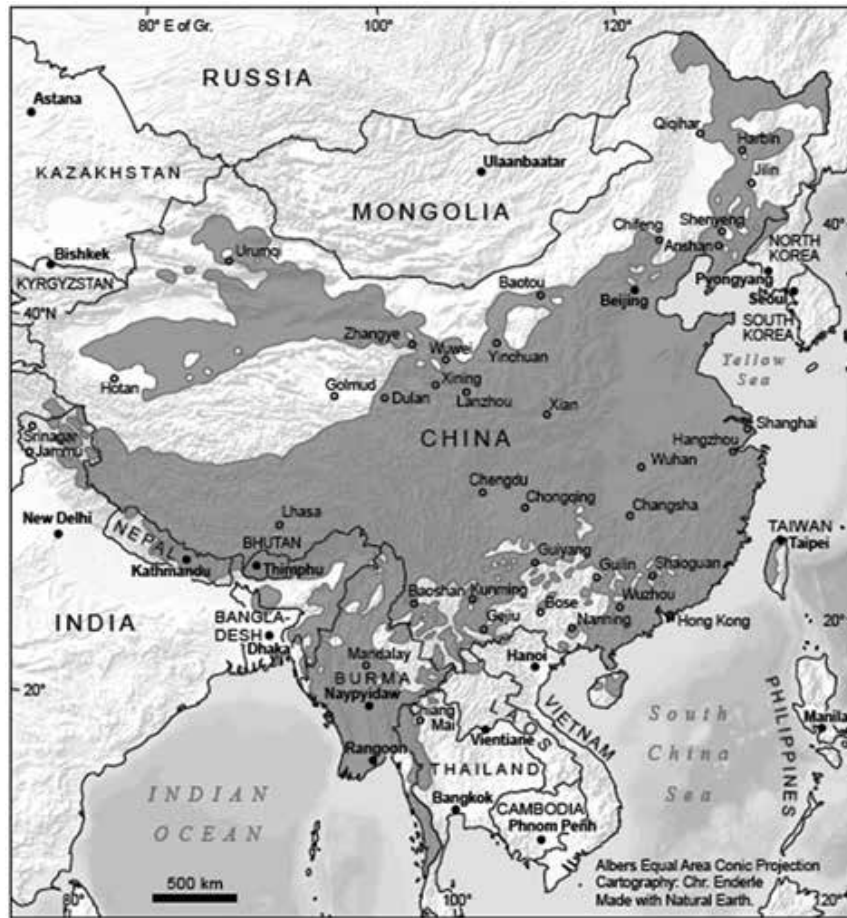 80° E of Gr.
100°
120°
RUSSIA
Astana
Qiqihar
Harbin
KAZAKHSTAN
Ulaanbaatar
Jilin
MONGOLIA
Chifeng
Shenyeng
40°
Urumqi
Anshan
NORTH
KOREA
Bishkek
Baotou
Pyongyang
KYRGYZSTAN
Beijing
Seoul
40°N
SOUTH
KOREA
Zhangye
Wuwei
Yinchuan
Yellow
Sea
Hotan
Golmud
Xining
Dulan
Lanzhou
Xian
Shanghai
Srinagar
CHINA
Hangzhou
Jammu
Wuhan
Chengdu
Lhasa
Chongqing
Changsha
New Delhi
NEPAL
BHUTAN
TAIWAN
Taipei
Kathmandu
Thimphu
Guiyang
Guilin
Shaoguan
Baoshan
Kunming
Wuzhou
INDIA
BANGLA-
DESH
Gejiu
Bose
Nanning
Hong Kong
20°
Dhaka
Mandalay
Hanoi
BURMA
20°
Naypyidaw
Chiang
Mai
LAOS
VIETNAM
South
China
Sea
PHILIPPINES
Manila
Rangoon
Vientiane
THAILAND
INDIAN
OCEAN
Bangkok
CAMBODIA
Phnom Penh
500 km
Albers Equal Area Conic Projection
Cartography: Chr. Enderle
Made with Natural Earth.
80°
100°
120°